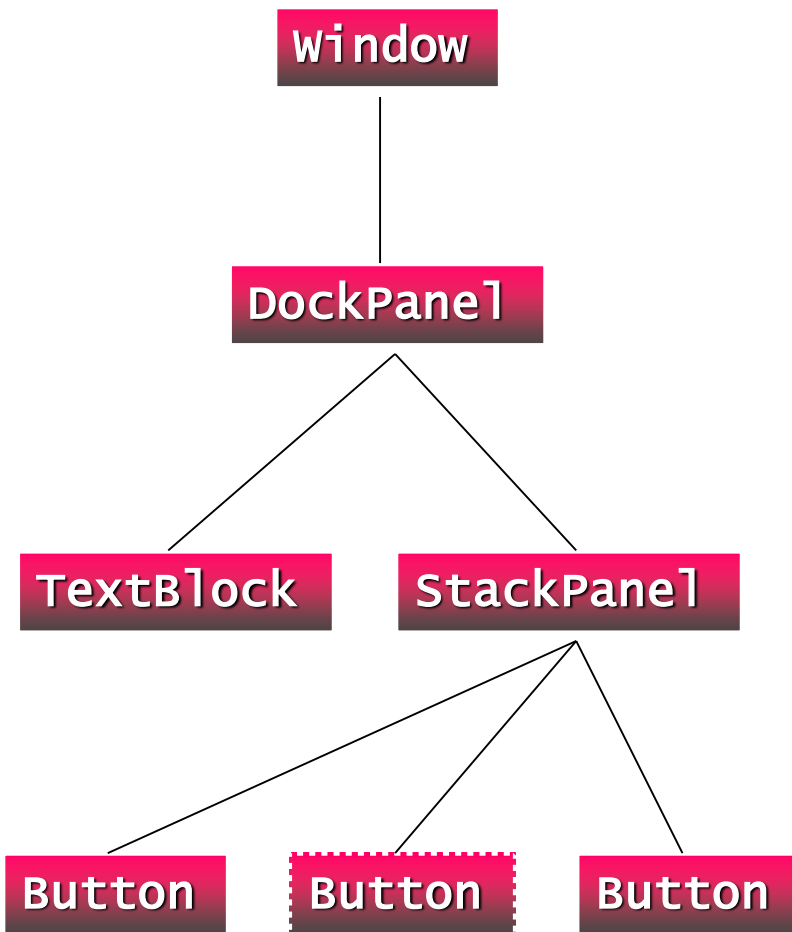 Window
DockPanel
TextBlock
StackPanel
Button
Button
Button